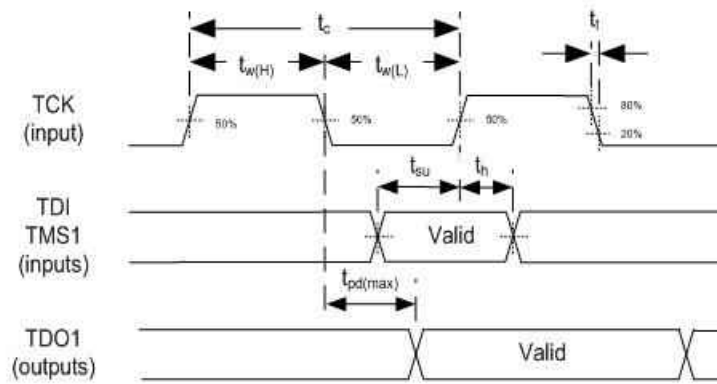 tc
tf
tw(H)
tw(L)
TCK
(input)
50%
50%
50%
80%
20%
tsu
th
TDI
TMS1
(inputs)
Valid
tpd(max)
TDO1
(outputs)
Valid